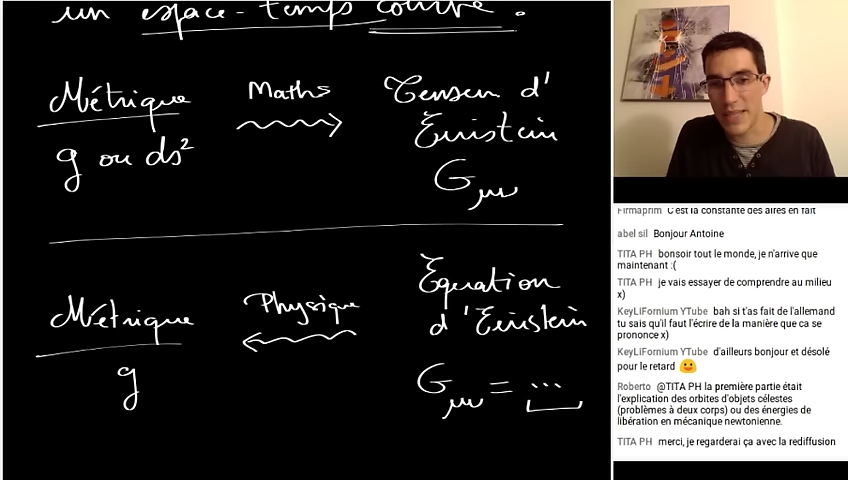 un espace-temps courbe.
Métrique
Maths
Tenseur d'
Einstein
g ou ds²
Gμν
Métrique
Physique
Equation
d'Einstein
g
Gμν = ...
Firmaprim C'est la constante des aires en fait
abel sil Bonjour Antoine
TITA PH bonsoir tout le monde, je n'arrive que
maintenant :(
TITA PH je vais essayer de comprendre au milieu
x)
KeyLiFornium YTube bah si t'as fait de l'allemand
tu sais qu'il faut l'écrire de la manière que ca se
prononce x)
KeyLiFornium YTube d'ailleurs bonjour et désolé
pour le retard
Roberto @TITA PH la première partie était
l'explication des orbites d'objets célestes
(problèmes à deux corps) ou des énergies de
libération en mécanique newtonienne.
TITA PH merci, je regarderai ça avec la rediffusion